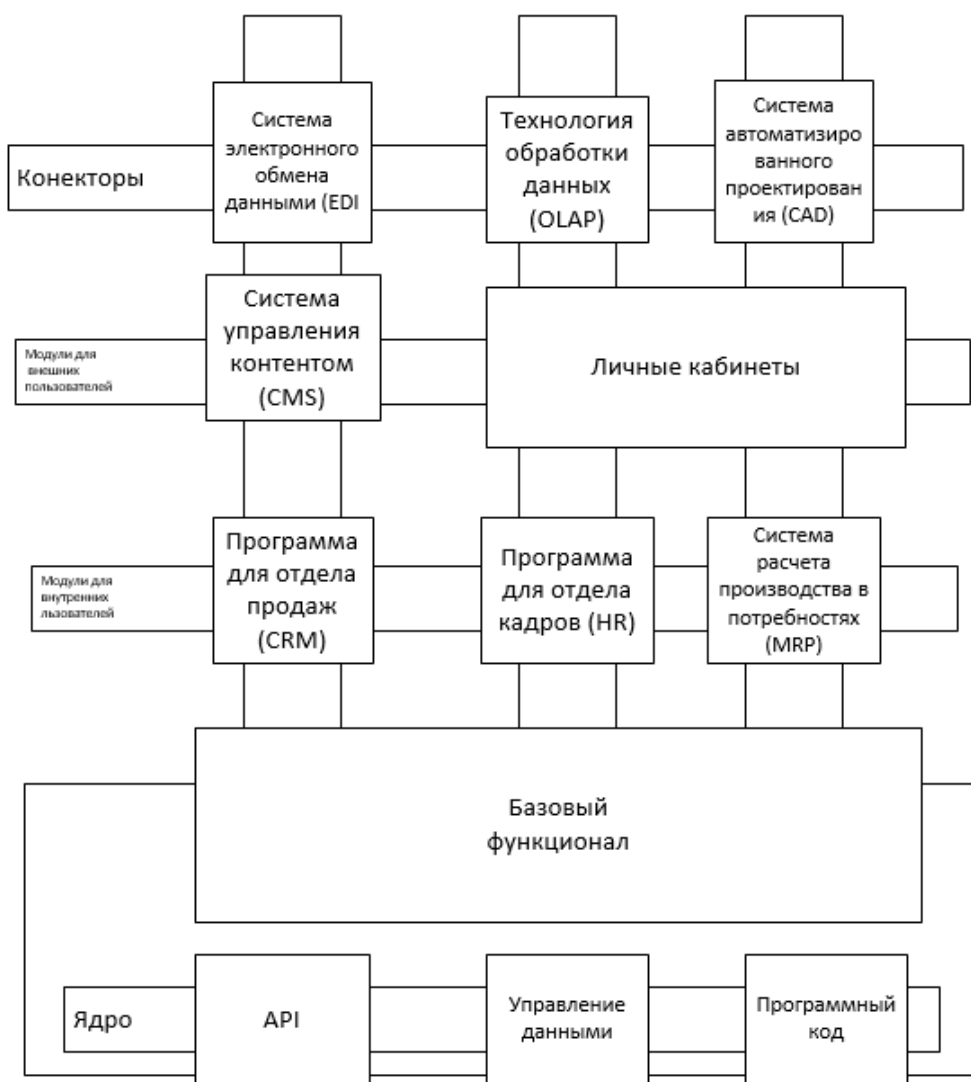 Конекторы
Система
электронного
обмена
данными (EDI
Технология
обработки
данных
(OLAP)
Система
автоматизиро
ванного
проектирован
ия (CAD)
Модули для
внешних
пользователей
Система
управления
контентом
(CMS)
Личные кабинеты
Модули для
внутренних
льзователей
Программа
для отдела
продаж
(CRM)
Программа
для отдела
кадров (HR)
Система
расчета
производства в
потребностях
(MRP)
Базовый
функционал
Ядро
API
Управление
данными
Программный
код